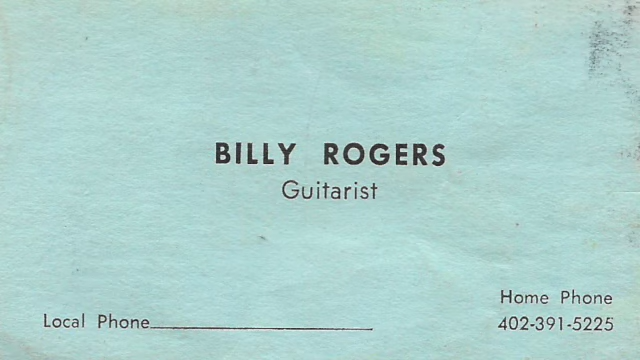 BILLY ROGERS
Guitarist
Home Phone
Local Phone
402-391-5225